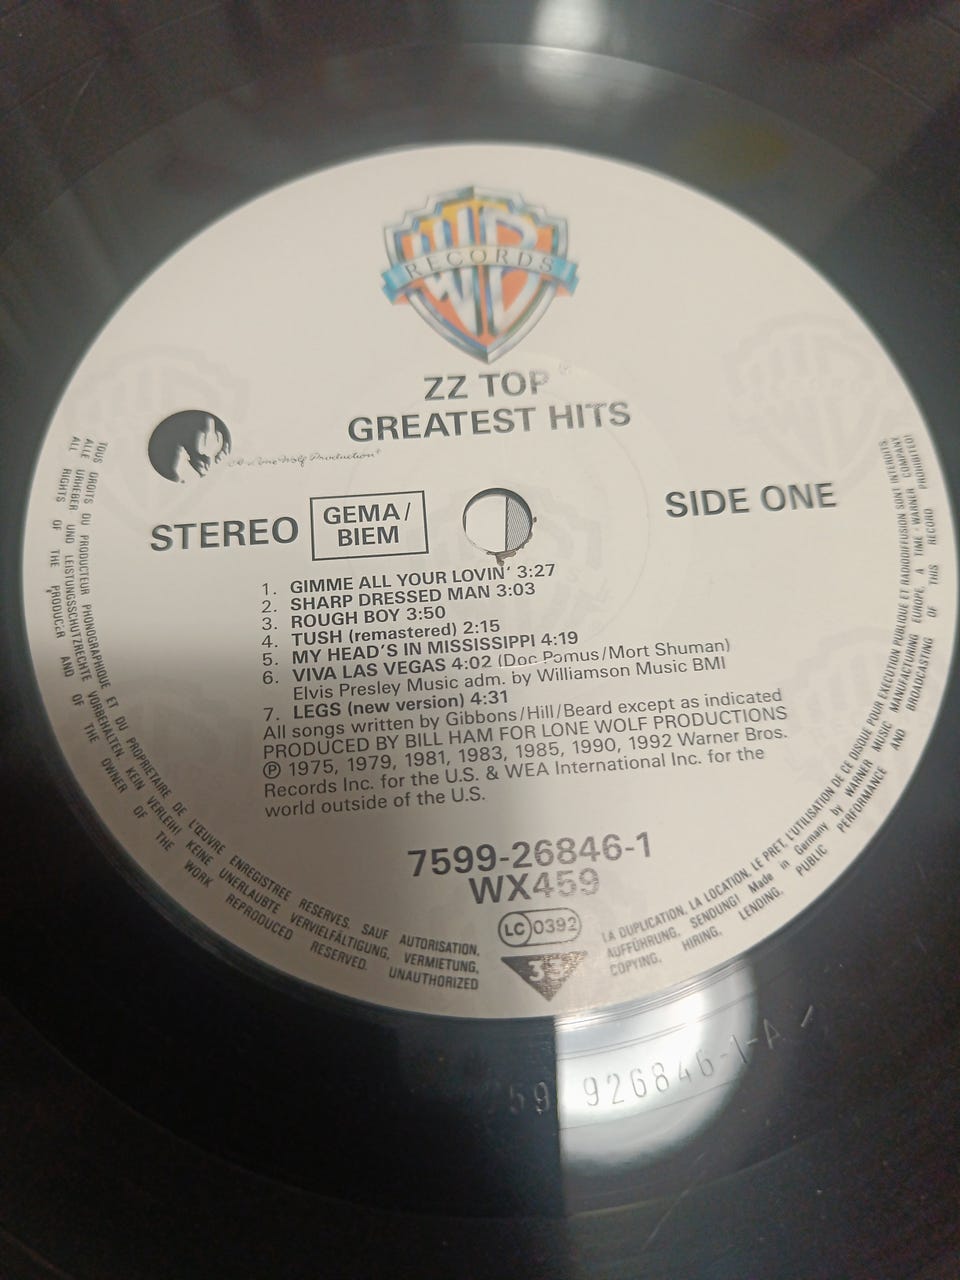 WB
RECORDS
ZZ TOP
GREATEST HITS
A Lone Wolf Production
STEREO
GEMA/
BIEM
SIDE ONE
1. GIMME ALL YOUR LOVIN' 3:27
2. SHARP DRESSED MAN 3:03
3. ROUGH BOY 3:50
4. TUSH (remastered) 2:15
5. MY HEAD'S IN MISSISSIPPI 4:19
6. VIVA LAS VEGAS 4:02 (Doc Pomus/Mort Shuman)
Elvis Presley Music adm. by Williamson Music BMI
7. LEGS (new version) 4:31
All songs written by Gibbons/Hill/Beard except as indicated
PRODUCED BY BILL HAM FOR LONE WOLF PRODUCTIONS
Ⓟ 1975, 1979, 1981, 1983, 1985, 1990, 1992 Warner Bros.
Records Inc. for the U.S. & WEA International Inc. for the
world outside of the U.S.
7599-26846-1
WX459
LC 0392
33
TOUS DROITS DU PRODUCTEUR PHONOGRAPHIQUE ET DU PROPRIETAIRE DE L'ŒUVRE ENREGISTREE RESERVES. SAUF AUTORISATION,
LA DUPLICATION, LA LOCATION, LE PRET, L'UTILISATION DE CE DISQUE POUR EXECUTION PUBLIQUE ET RADIODIFFUSION SONT INTERDITS.
ALLE URHEBER UND LEISTUNGSSCHUTZRECHTE VORBEHALTEN. KEIN VERLEIH! KEINE UNERLAUBTE VERVIELFÄLTIGUNG, VERMIETUNG,
AUFFÜHRUNG, SENDUNG! Made in Germany by WARNER MUSIC MANUFACTURING EUROPE, A TIME-WARNER COMPANY
ALL RIGHTS OF THE PRODUCER AND OF THE OWNER OF THE WORK REPRODUCED RESERVED. UNAUTHORIZED
COPYING, HIRING, LENDING, PUBLIC PERFORMANCE AND BROADCASTING OF THIS RECORD PROHIBITED!
59 926846-1-A